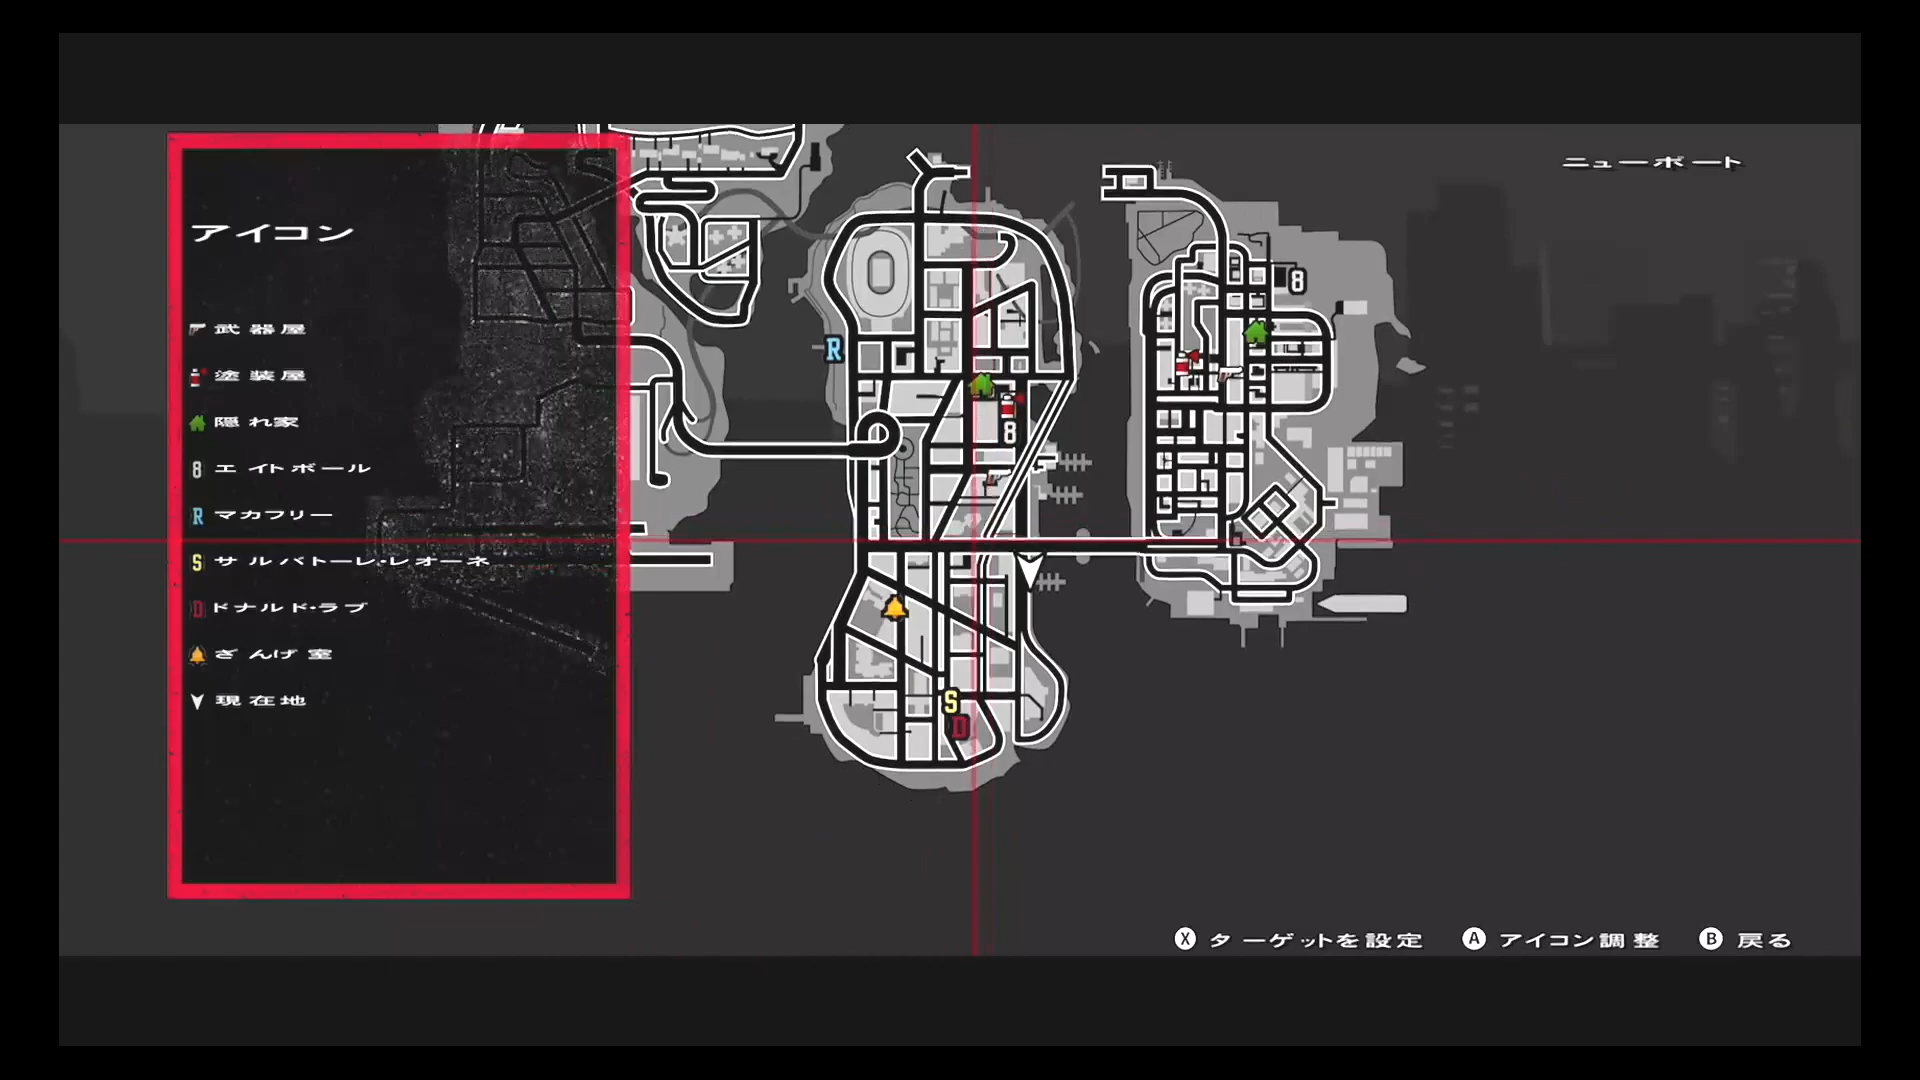 ニューポート
アイコン
武器屋
塗装屋
隠れ家
8 エイトボール
R マカフリー
S サルバトーレ・レオーネ
D ドナルド・ラブ
ざんげ室
現在地
8
R
8
S
D
X ターゲットを設定 A アイコン調整 B 戻る